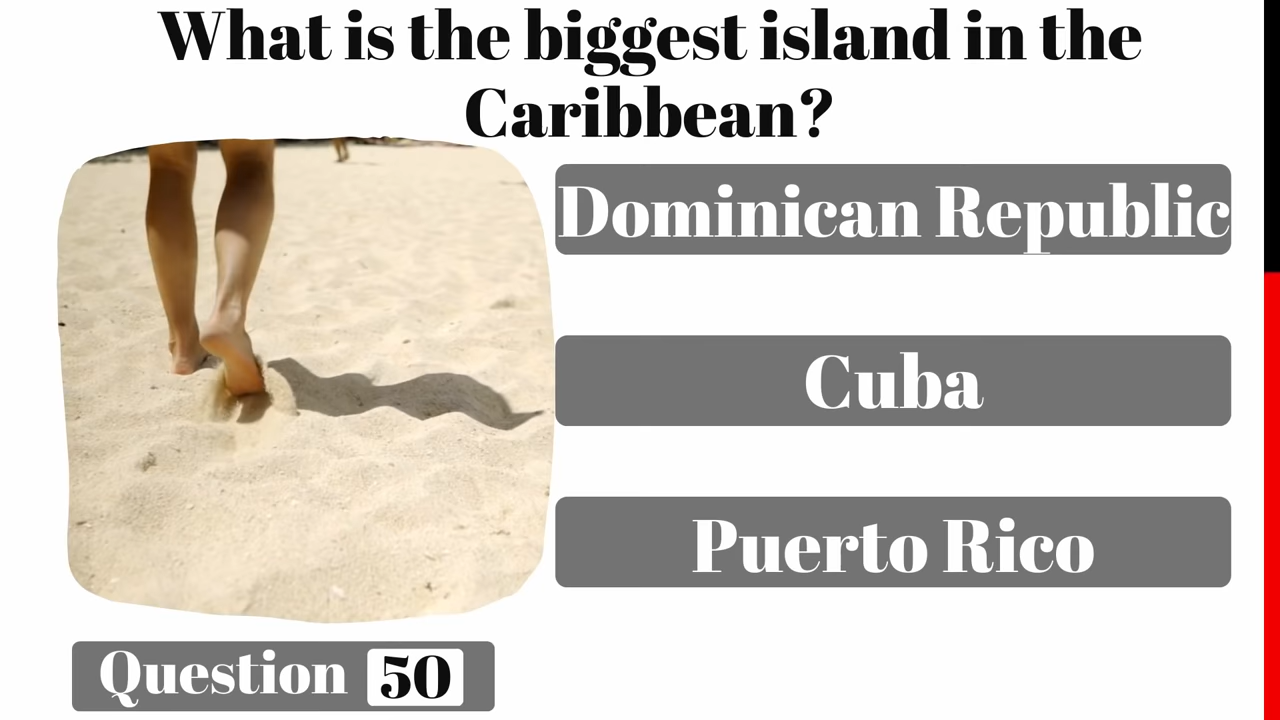 What is the biggest island in the
Caribbean?
Dominican Republic
Cuba
Puerto Rico
Question 50